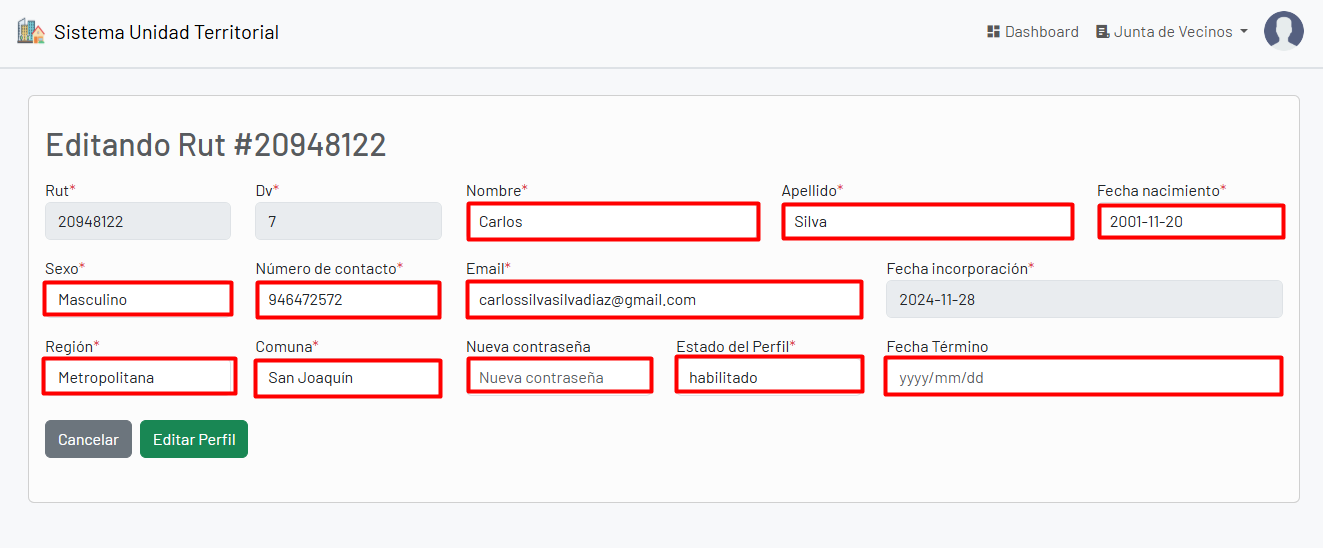 Sistema Unidad Territorial
Dashboard
Junta de Vecinos
Editando Rut #20948122
Rut* Dv* Nombre* Apellido* Fecha nacimiento*
20948122 7 Carlos Silva 2001-11-20
Sexo* Número de contacto* Email* Fecha incorporación*
Masculino 946472572 carlossilvasilvadiaz@gmail.com 2024-11-28
Región* Comuna* Nueva contraseña Estado del Perfil* Fecha Término
Metropolitana San Joaquín Nueva contraseña habilitado yyyy/mm/dd
Cancelar Editar Perfil